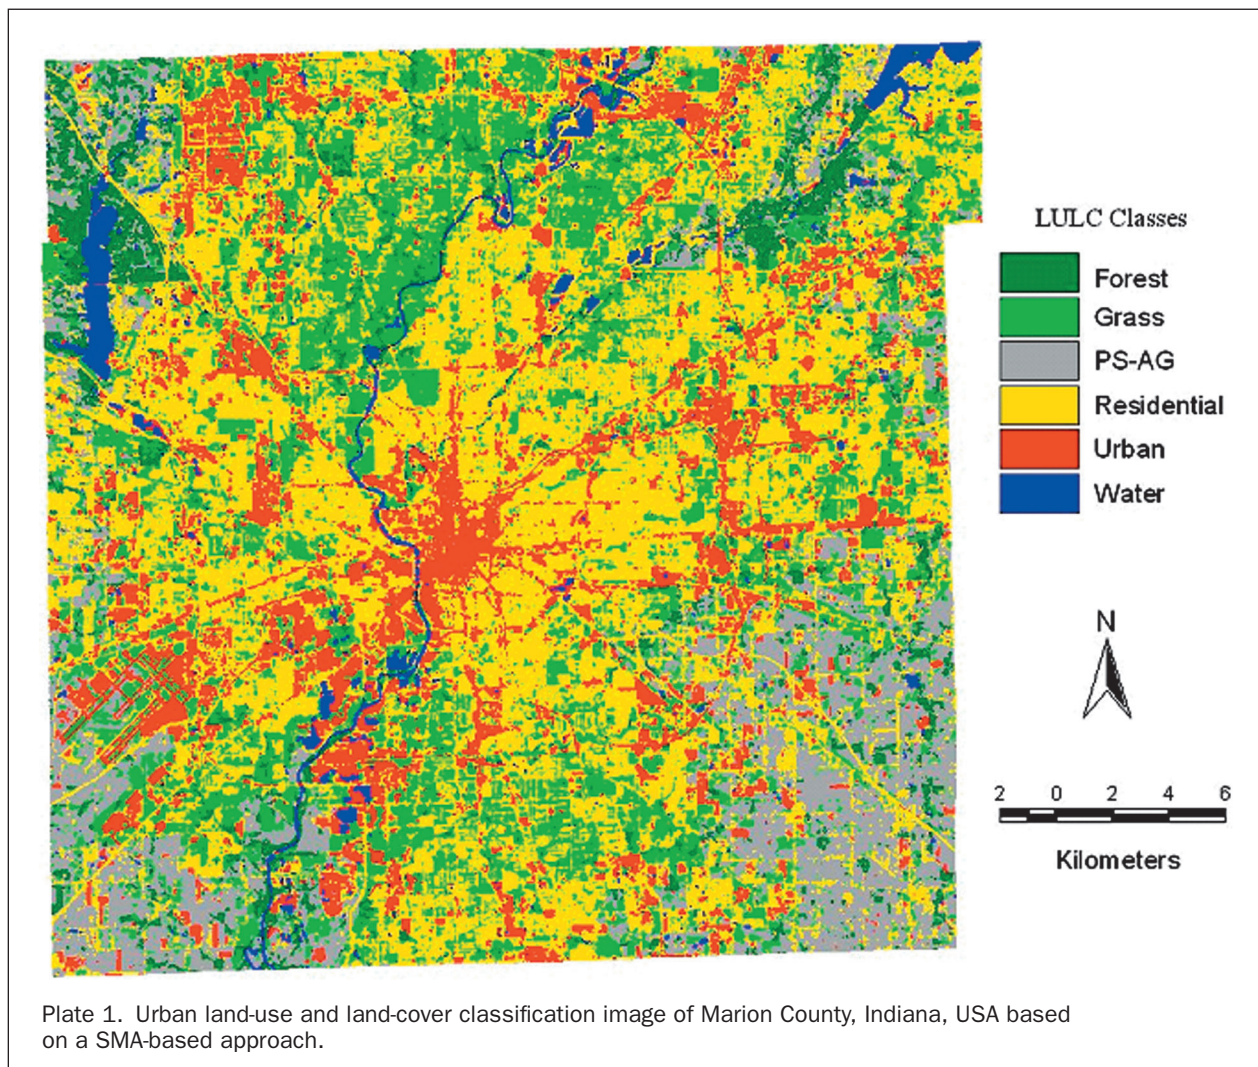 LULC Classes
Forest
Grass
PS-AG
Residential
Urban
Water
N
2 0 2 4 6
Kilometers
Plate 1. Urban land-use and land-cover classification image of Marion County, Indiana, USA based
on a SMA-based approach.